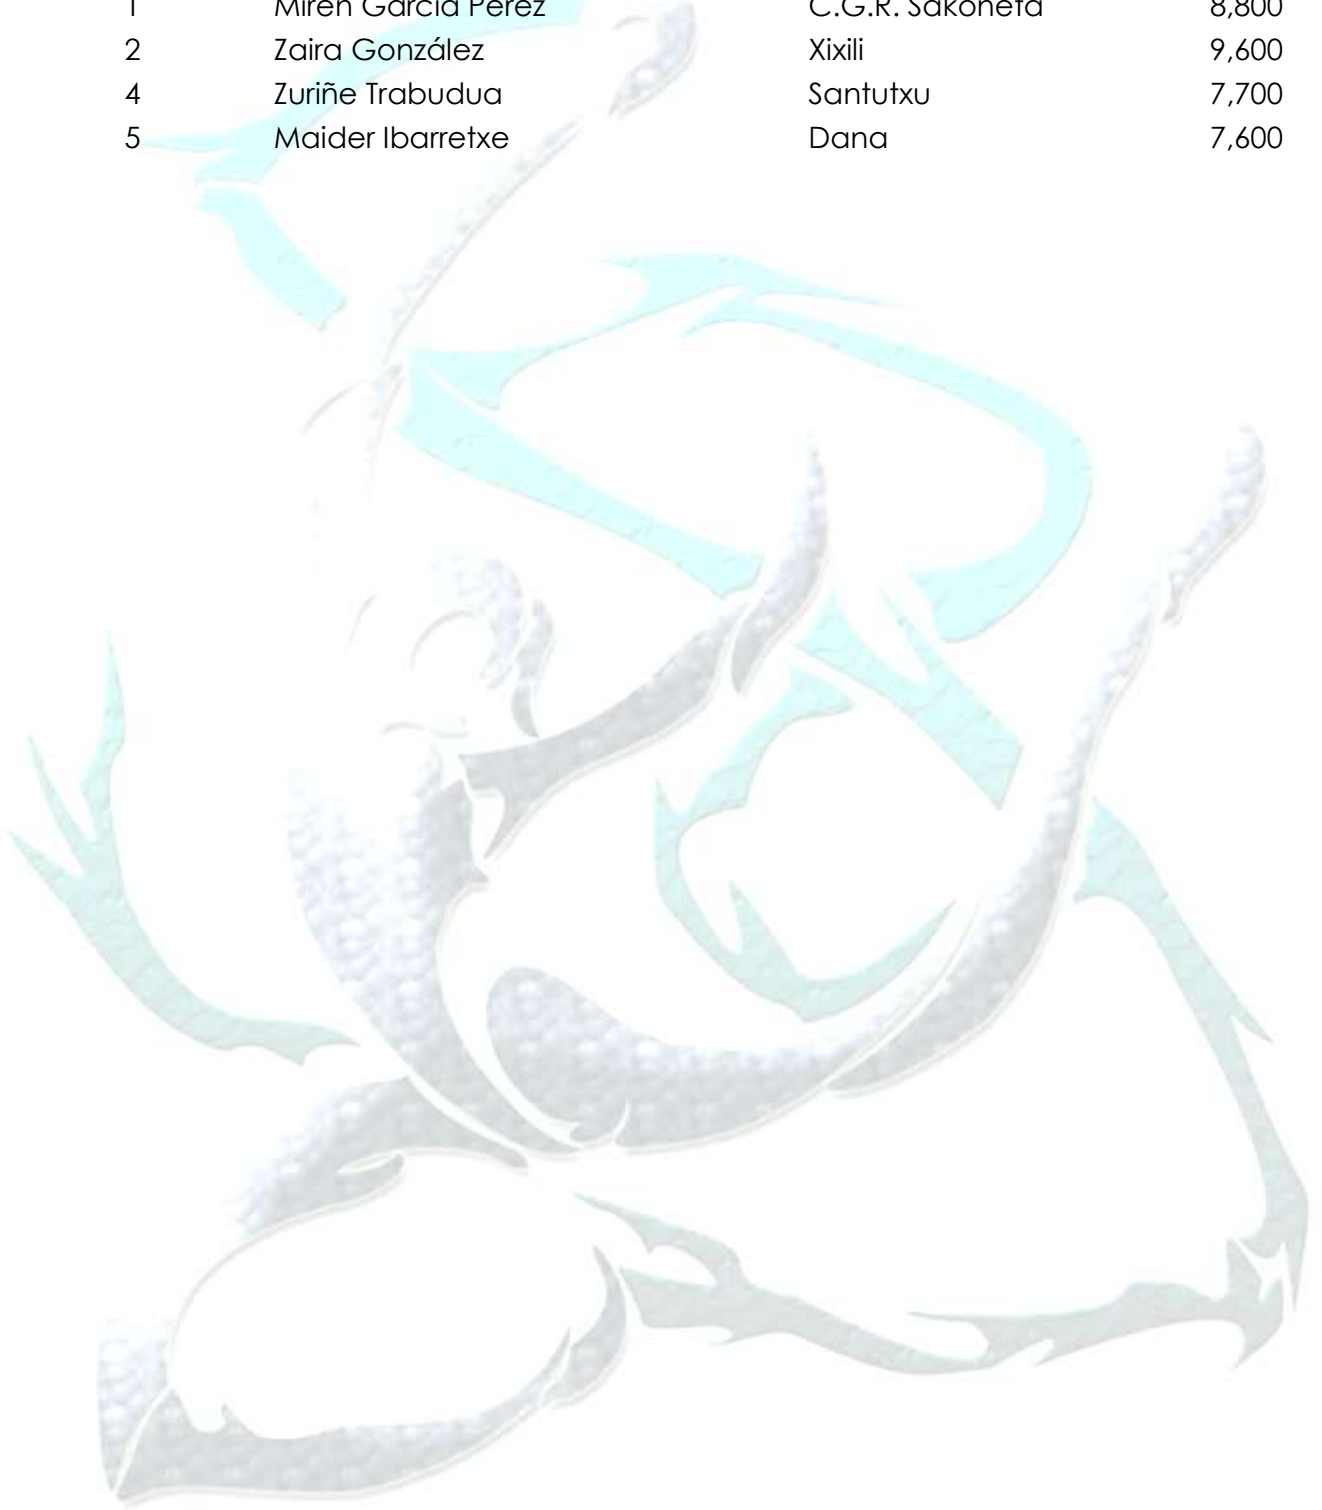 1 Miren García Pérez C.G.R. Sakoneta 8,800
2 Zaira González Xixili 9,600
4 Zuriñe Trabudua Santutxu 7,700
5 Maider Ibarretxe Dana 7,600